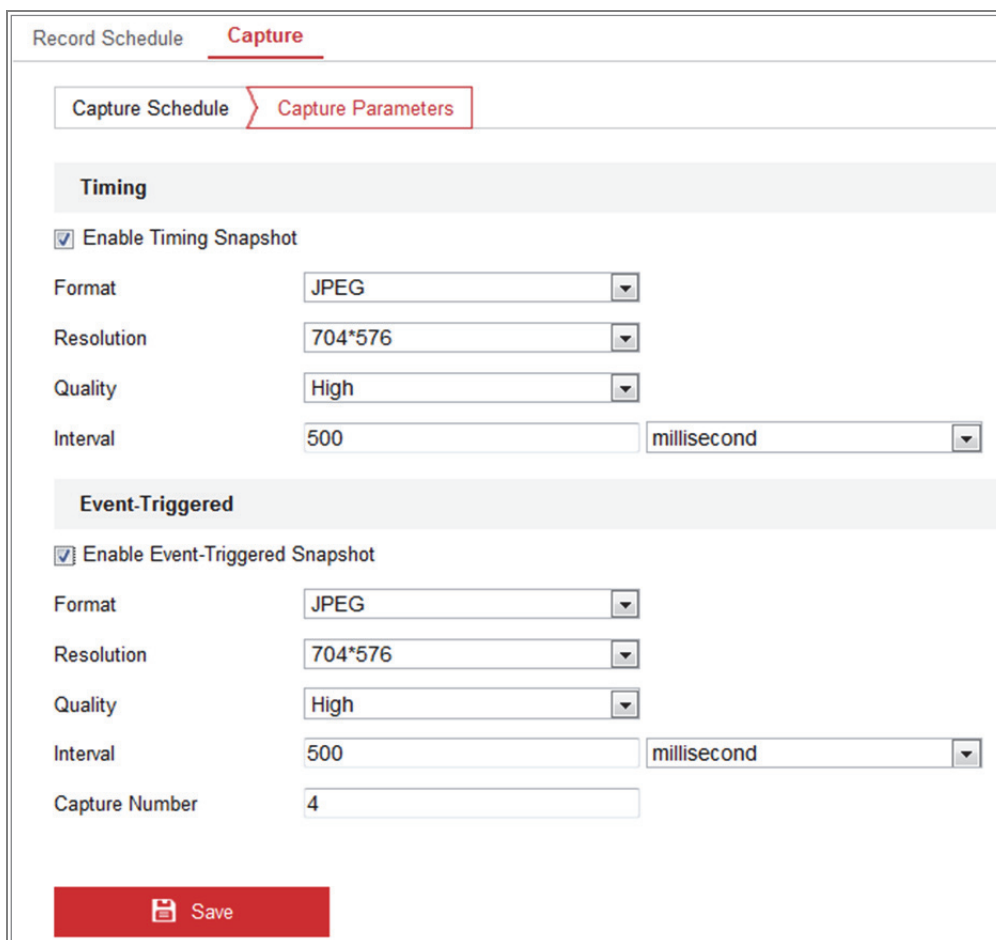 Record Schedule Capture
Capture Schedule Capture Parameters
Timing
Enable Timing Snapshot
Format JPEG
Resolution 704*576
Quality High
Interval 500 millisecond
Event-Triggered
Enable Event-Triggered Snapshot
Format JPEG
Resolution 704*576
Quality High
Interval 500 millisecond
Capture Number 4
Save